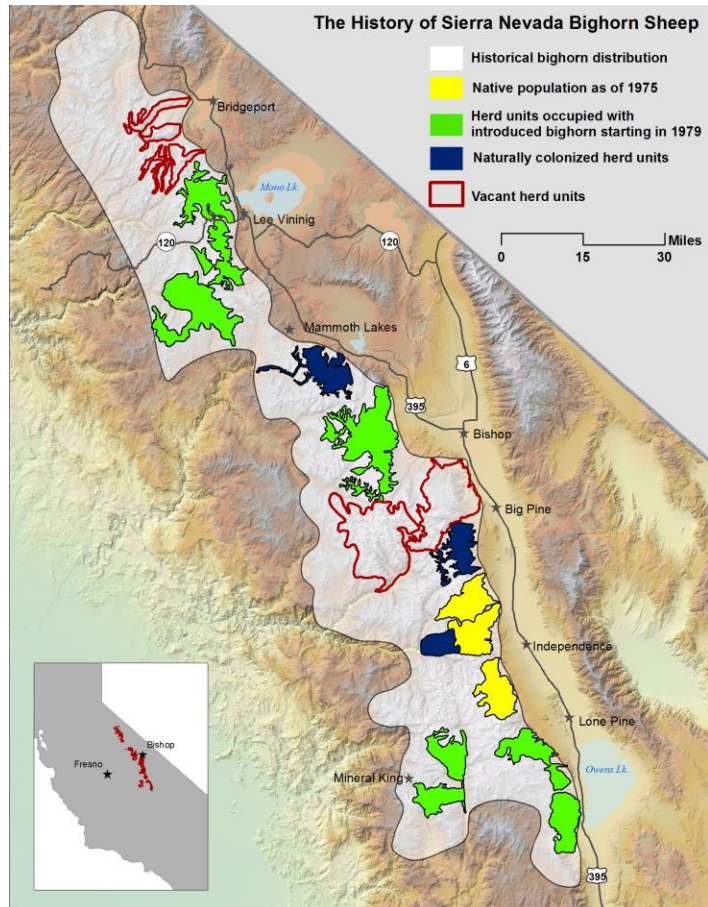 The History of Sierra Nevada Bighorn Sheep
Historical bighorn distribution
Native population as of 1975
Herd units occupied with
introduced bighorn starting in 1979
Naturally colonized herd units
Vacant herd units
Miles
0
15
30
Bridgeport
Mono Lk.
Lee Vininig
120
120
Mammoth Lakes
6
395
Bishop
Big Pine
Independence
Lone Pine
Owens Lk.
Mineral King
395
Bishop
Fresno